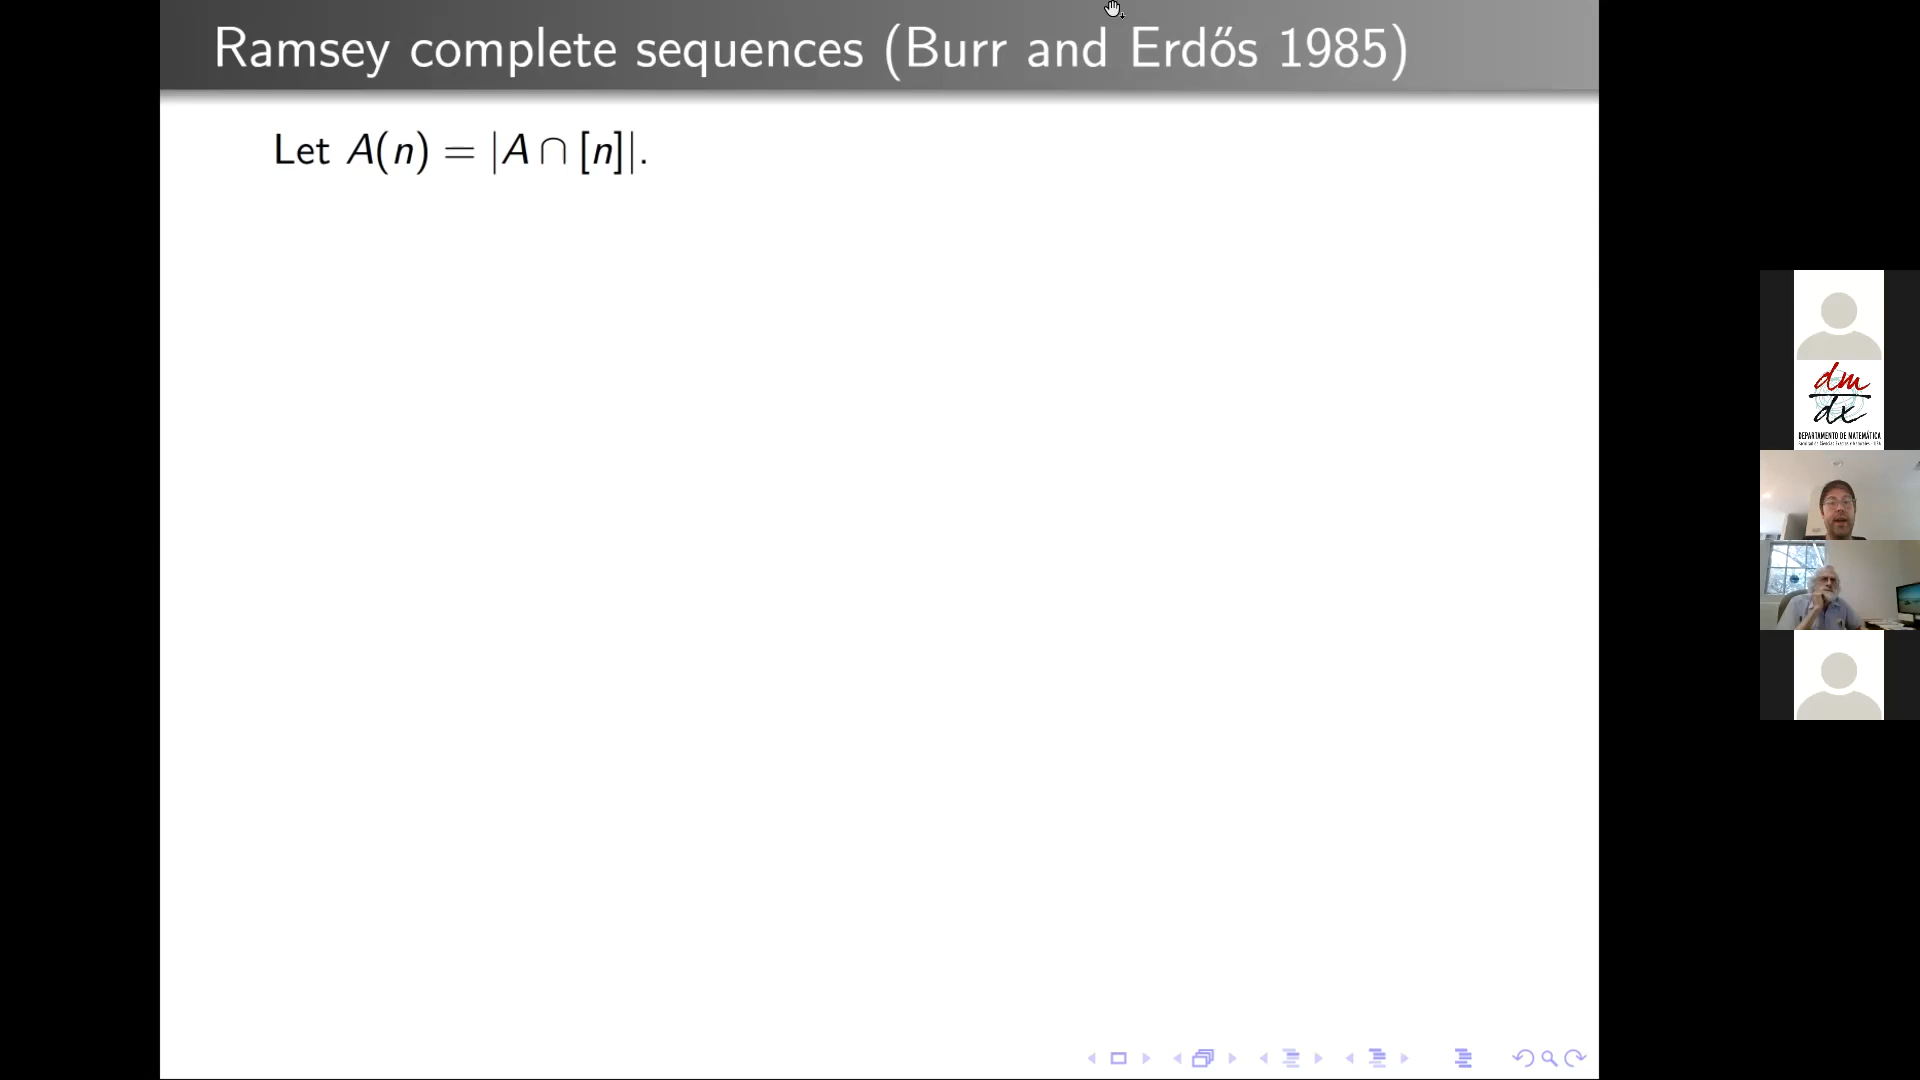 Ramsey complete sequences (Burr and Erdős 1985)
Let A(n) = |A ∩ [n]|.
dm
dx
DEPARTAMENTO DE MATEMÁTICA